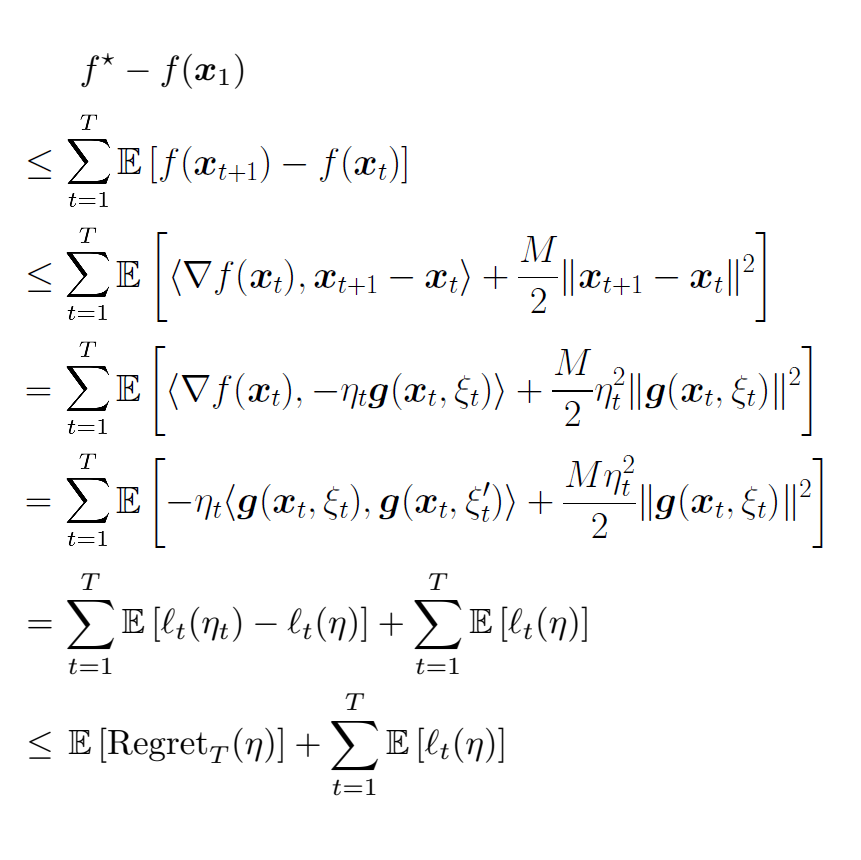 $f^\star - f(\boldsymbol{x}_1)$
$\leq \sum_{t=1}^{T} \mathbb{E}\left[f(\boldsymbol{x}_{t+1}) - f(\boldsymbol{x}_t)\right]$
$\leq \sum_{t=1}^{T} \mathbb{E}\left[\langle \nabla f(\boldsymbol{x}_t), \boldsymbol{x}_{t+1} - \boldsymbol{x}_t \rangle + \frac{M}{2} \|\boldsymbol{x}_{t+1} - \boldsymbol{x}_t\|^2\right]$
$= \sum_{t=1}^{T} \mathbb{E}\left[\langle \nabla f(\boldsymbol{x}_t), -\eta_t \boldsymbol{g}(\boldsymbol{x}_t, \xi_t) \rangle + \frac{M}{2} \eta_t^2 \|\boldsymbol{g}(\boldsymbol{x}_t, \xi_t)\|^2\right]$
$= \sum_{t=1}^{T} \mathbb{E}\left[-\eta_t \langle \boldsymbol{g}(\boldsymbol{x}_t, \xi_t), \boldsymbol{g}(\boldsymbol{x}_t, \xi_t') \rangle + \frac{M\eta_t^2}{2} \|\boldsymbol{g}(\boldsymbol{x}_t, \xi_t)\|^2\right]$
$= \sum_{t=1}^{T} \mathbb{E}\left[\ell_t(\eta_t) - \ell_t(\eta)\right] + \sum_{t=1}^{T} \mathbb{E}\left[\ell_t(\eta)\right]$
$\leq \mathbb{E}\left[\text{Regret}_T(\eta)\right] + \sum_{t=1}^{T} \mathbb{E}\left[\ell_t(\eta)\right]$